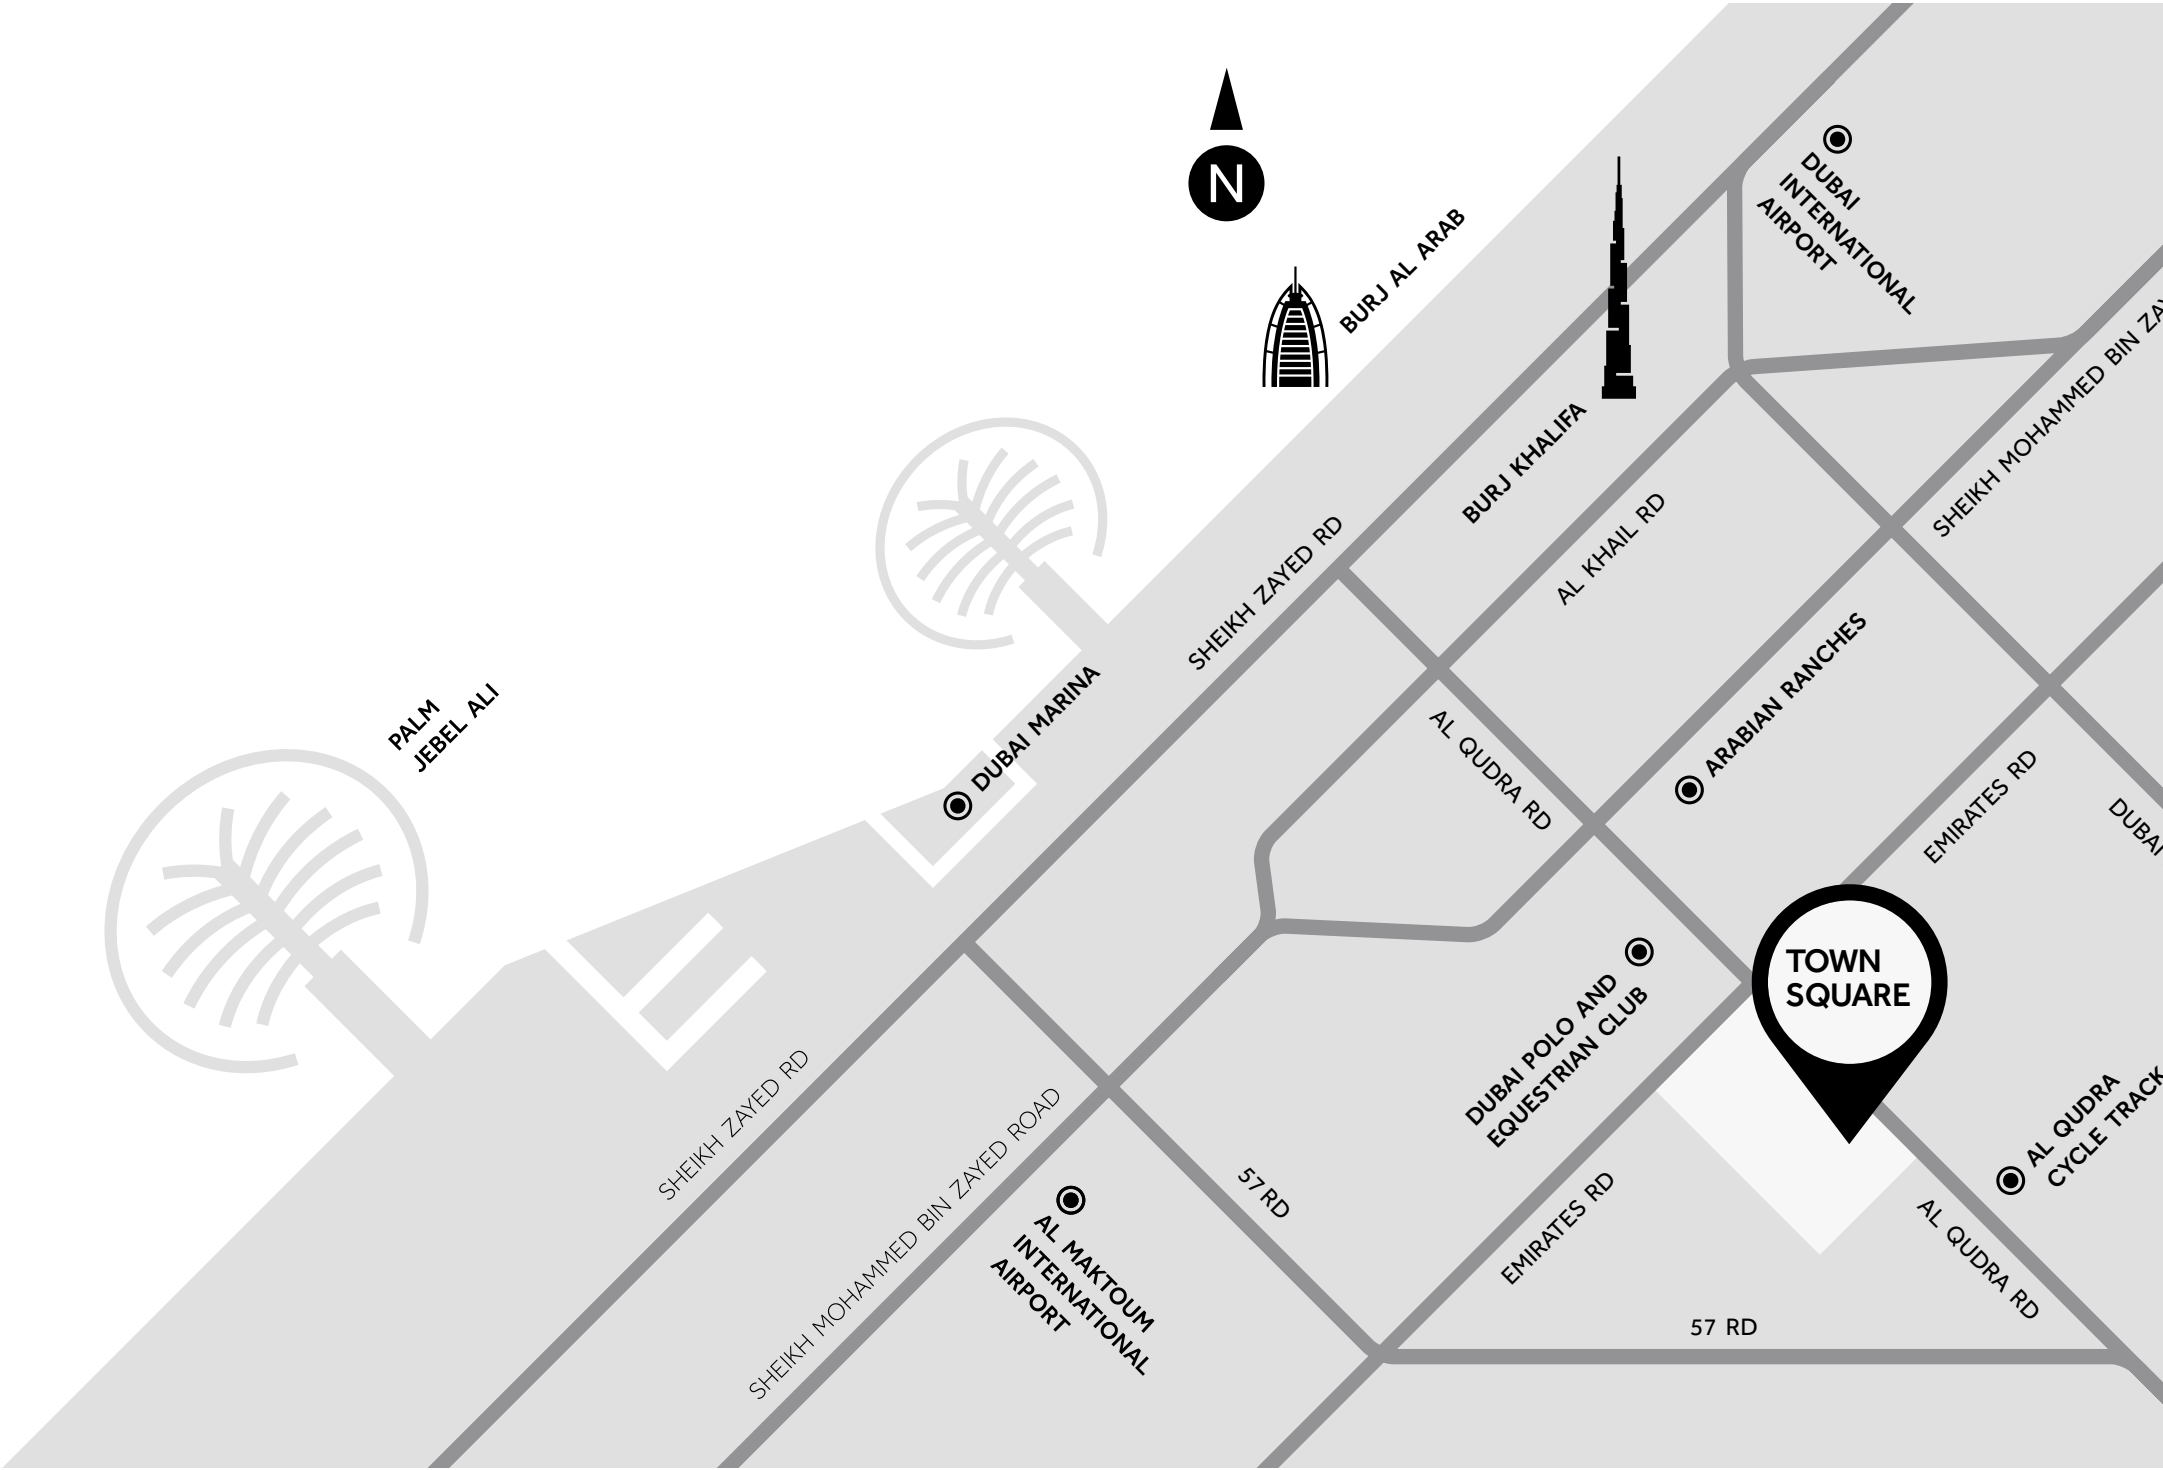 N
DUBAI
INTERNATIONAL
AIRPORT
BURJ AL ARAB
BURJ KHALIFA
SHEIKH MOHAMMED BIN ZA
SHEIKH ZAYED RD
AL KHAIL RD
PALM
JEBEL ALI
DUBAI MARINA
ARABIAN RANCHES
AL QUDRA RD
EMIRATES RD
DUBAI
TOWN
SQUARE
DUBAI POLO AND
EQUESTRIAN CLUB
SHEIKH ZAYED RD
SHEIKH MOHAMMED BIN ZAYED ROAD
AL QUDRA
CYCLE TRACK
57 RD
AL MAKTOUM
INTERNATIONAL
AIRPORT
EMIRATES RD
AL QUDRA RD
57 RD